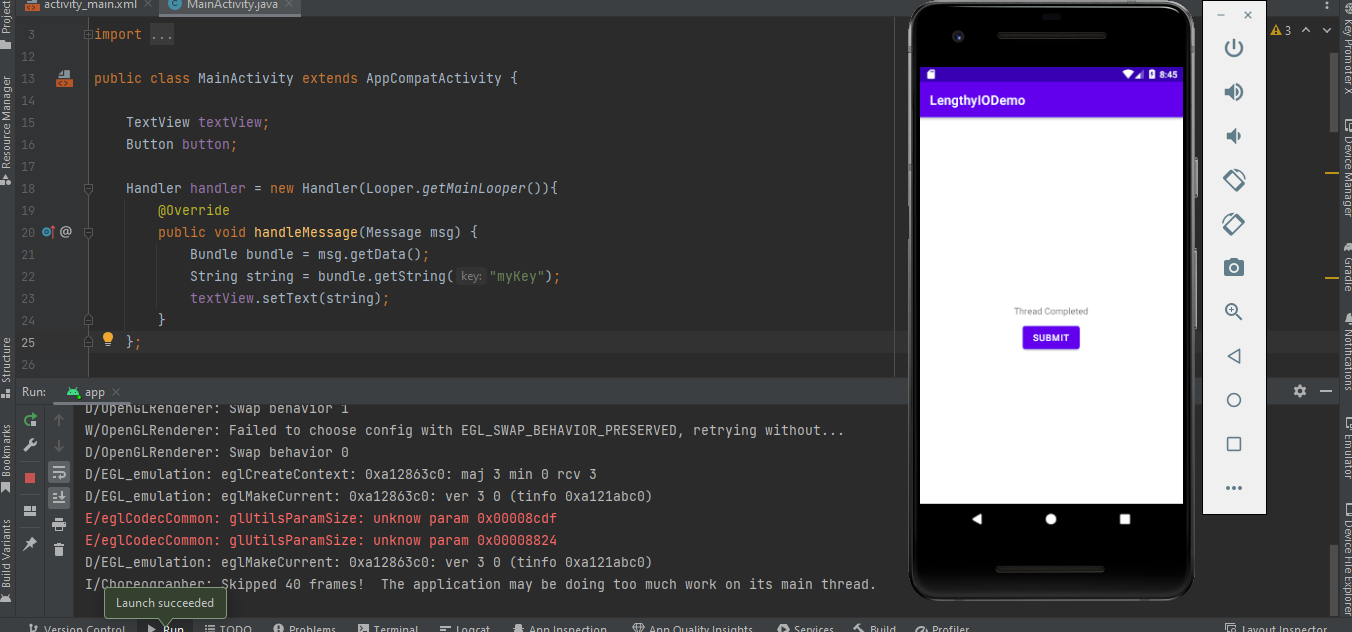 activity_main.xml
MainActivity.java
3 import ...
12
13 public class MainActivity extends AppCompatActivity {
14
15 TextView textView;
16 Button button;
17
18 Handler handler = new Handler(Looper.getMainLooper()){
19 @Override
20 @ public void handleMessage(Message msg) {
21 Bundle bundle = msg.getData();
22 String string = bundle.getString( key: "myKey");
23 textView.setText(string);
24 }
25 };
26
Project
Resource Manager
Structure
Bookmarks
Build Variants
Run: app
D/OpenGLRenderer: Swap behavior 1
W/OpenGLRenderer: Failed to choose config with EGL_SWAP_BEHAVIOR_PRESERVED, retrying without...
D/OpenGLRenderer: Swap behavior 0
D/EGL_emulation: eglCreateContext: 0xa12863c0: maj 3 min 0 rcv 3
D/EGL_emulation: eglMakeCurrent: 0xa12863c0: ver 3 0 (tinfo 0xa121abc0)
E/eglCodecCommon: glUtilsParamSize: unknow param 0x00008cdf
E/eglCodecCommon: glUtilsParamSize: unknow param 0x00008824
D/EGL_emulation: eglMakeCurrent: 0xa12863c0: ver 3 0 (tinfo 0xa121abc0)
I/Choreographer: Skipped 40 frames!  The application may be doing too much work on its main thread.
Launch succeeded
Version Control
Run
TODO
Problems
Terminal
Logcat
App Inspection
App Quality Insights
Services
Build
Profiler
Layout Inspector
8:45
LengthyIODemo
Thread Completed
SUBMIT
3
Key Promoter X
Device Manager
Gradle
Notifications
Emulator
Device File Explorer